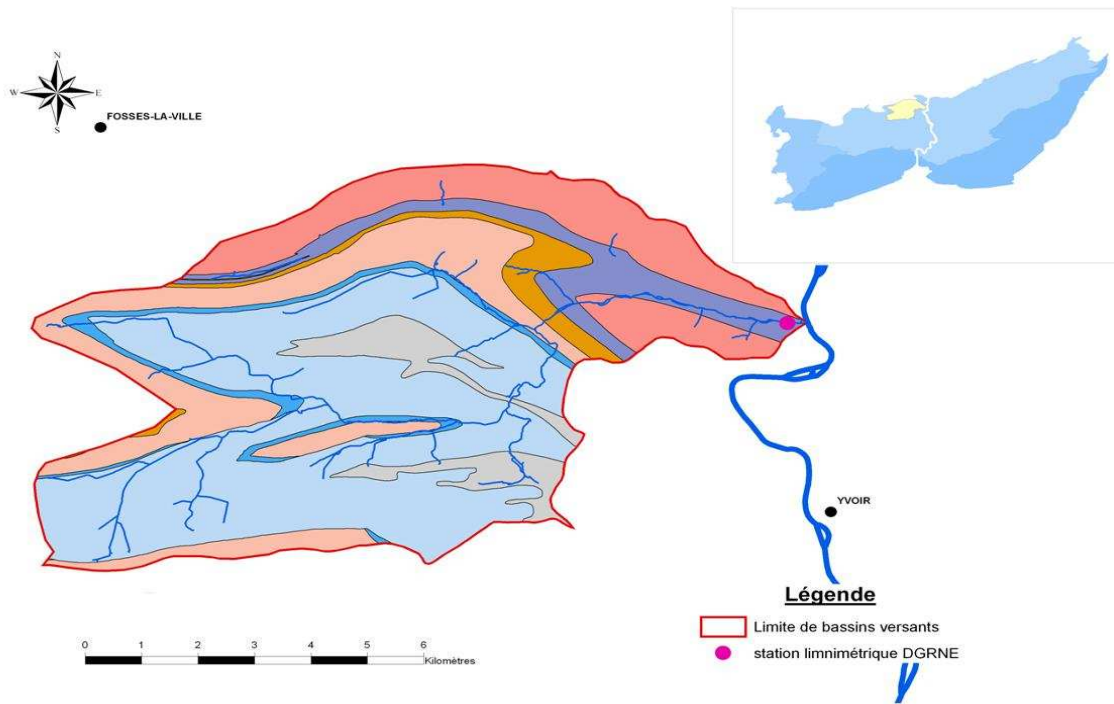 N
W E
S
FOSSES-LA-VILLE
YVOIR
Légende
Limite de bassins versants
station limnimétrique DGRNE
0 1 2 3 4 5 6
Kilomètres